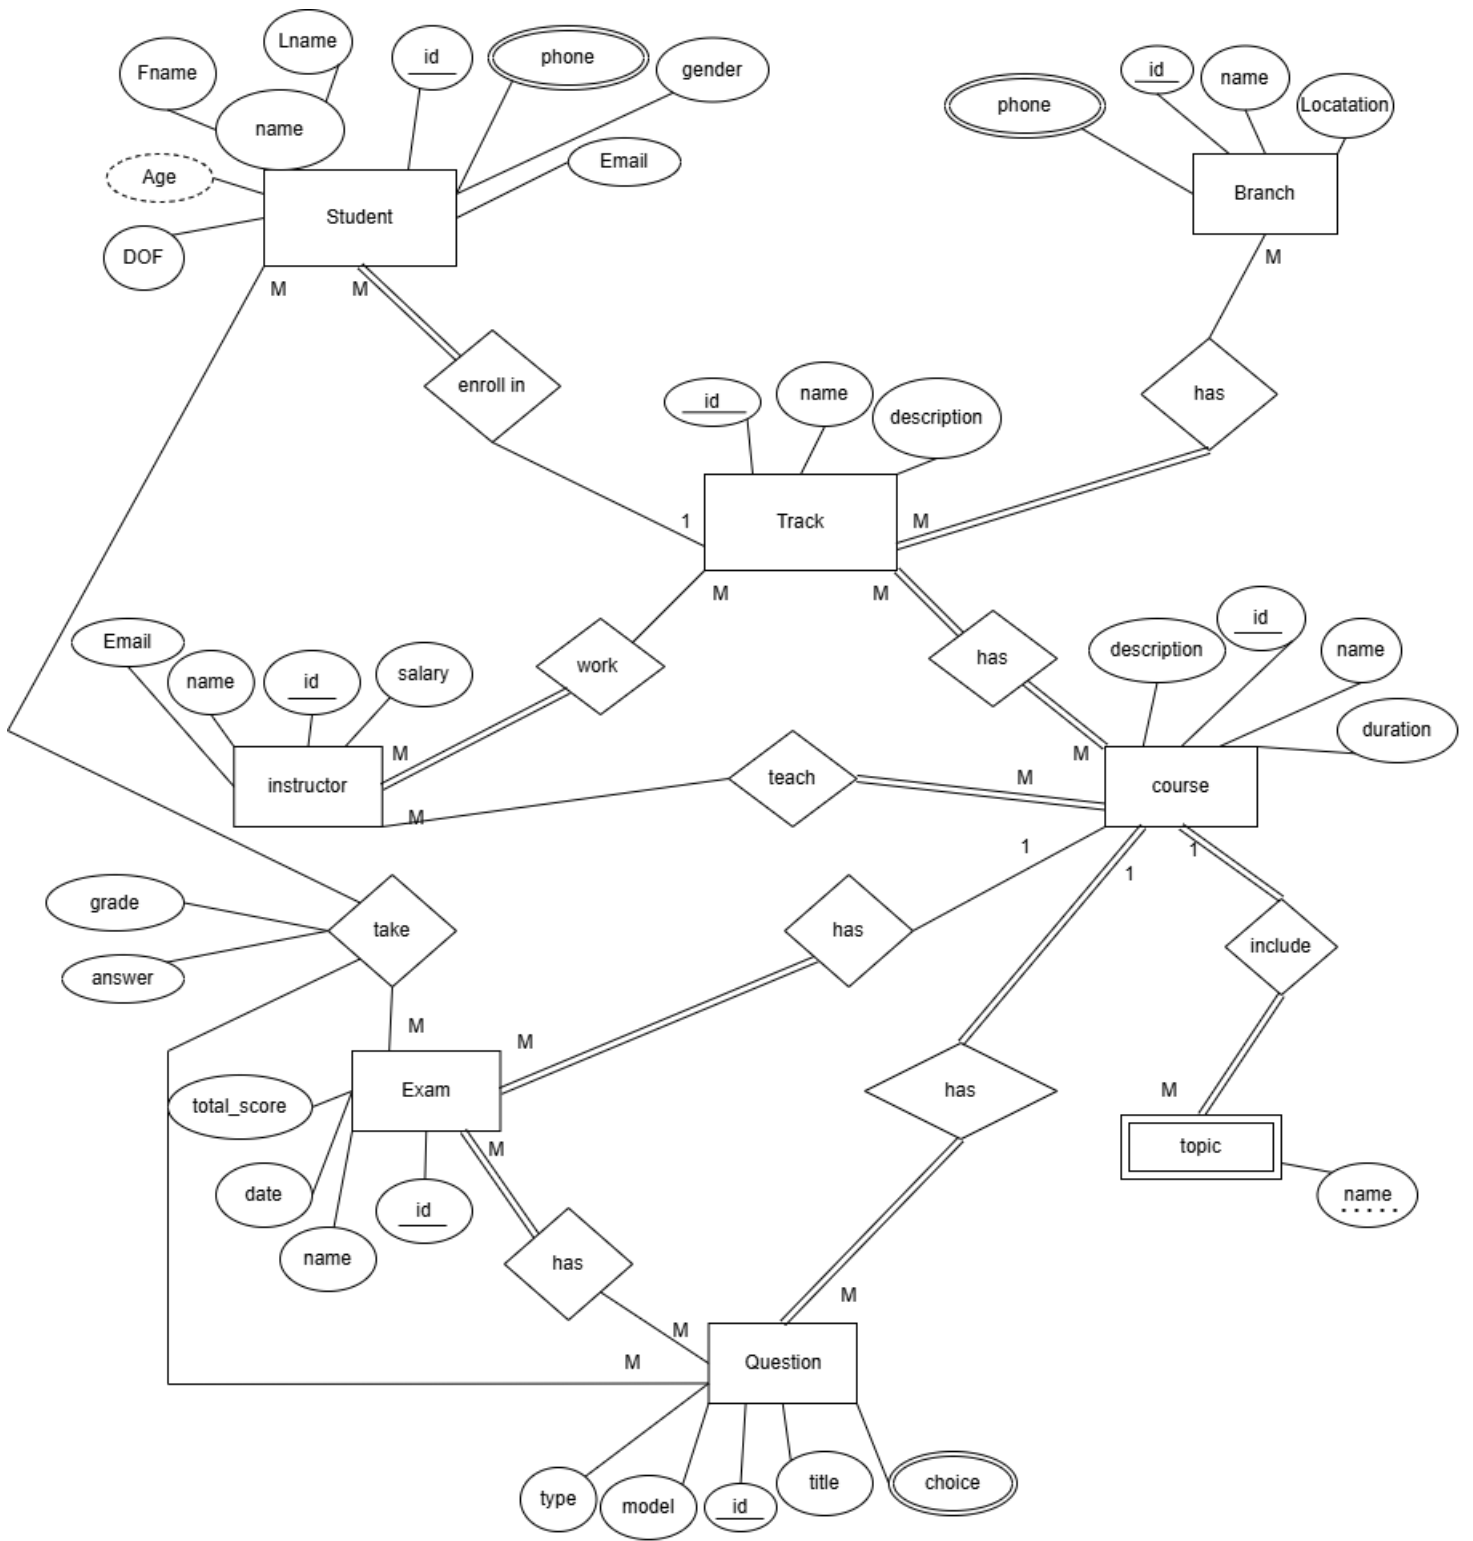 Lname
id
phone
gender
Fname
name
Email
Age
Student
DOF
M
M
id
name
phone
Locatation
Branch
M
enroll in
has
id
name
description
1
Track
M
M
M
Email
name
id
salary
work
has
description
id
name
duration
M
instructor
M
teach
M
M
course
1
1
1
grade
take
has
include
answer
M
M
M
total_score
Exam
has
topic
M
date
id
name
name
has
M
M
M
Question
type
model
id
title
choice